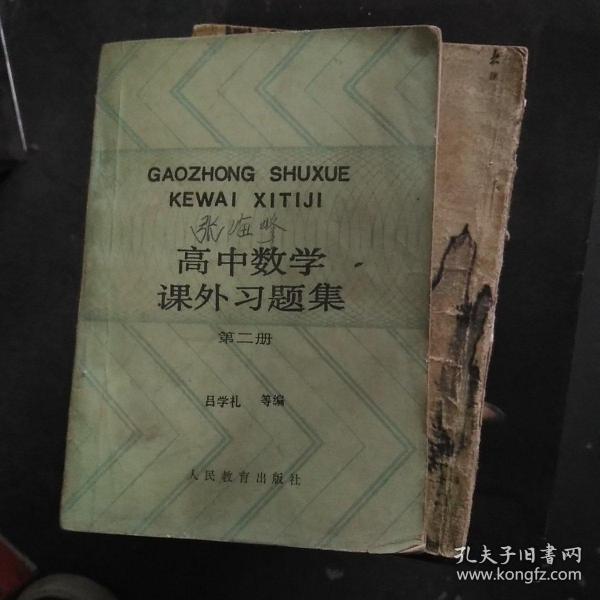 GAOZHONG SHUXUE
KEWAI XITIJI
张海峰
高中数学
课外习题集
第二册
吕学礼 等编
人民教育出版社
孔夫子旧书网
www.kongfz.com